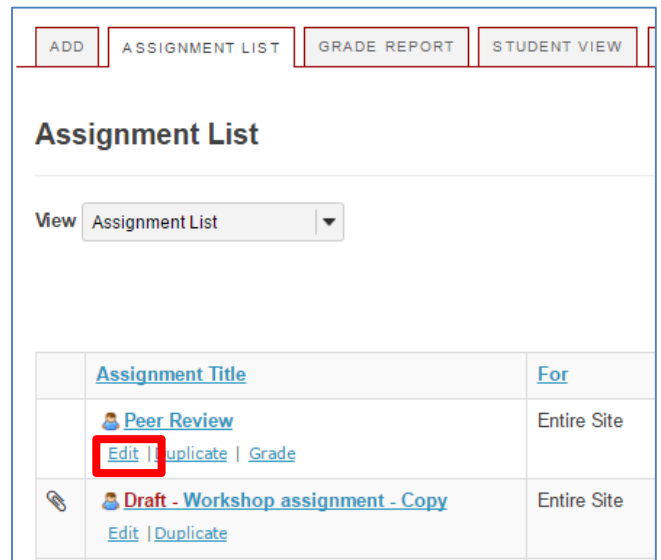 ADD ASSIGNMENT LIST GRADE REPORT STUDENT VIEW
Assignment List
View Assignment List
Assignment Title For
Peer Review Entire Site
Edit | Duplicate | Grade
Draft - Workshop assignment - Copy Entire Site
Edit | Duplicate